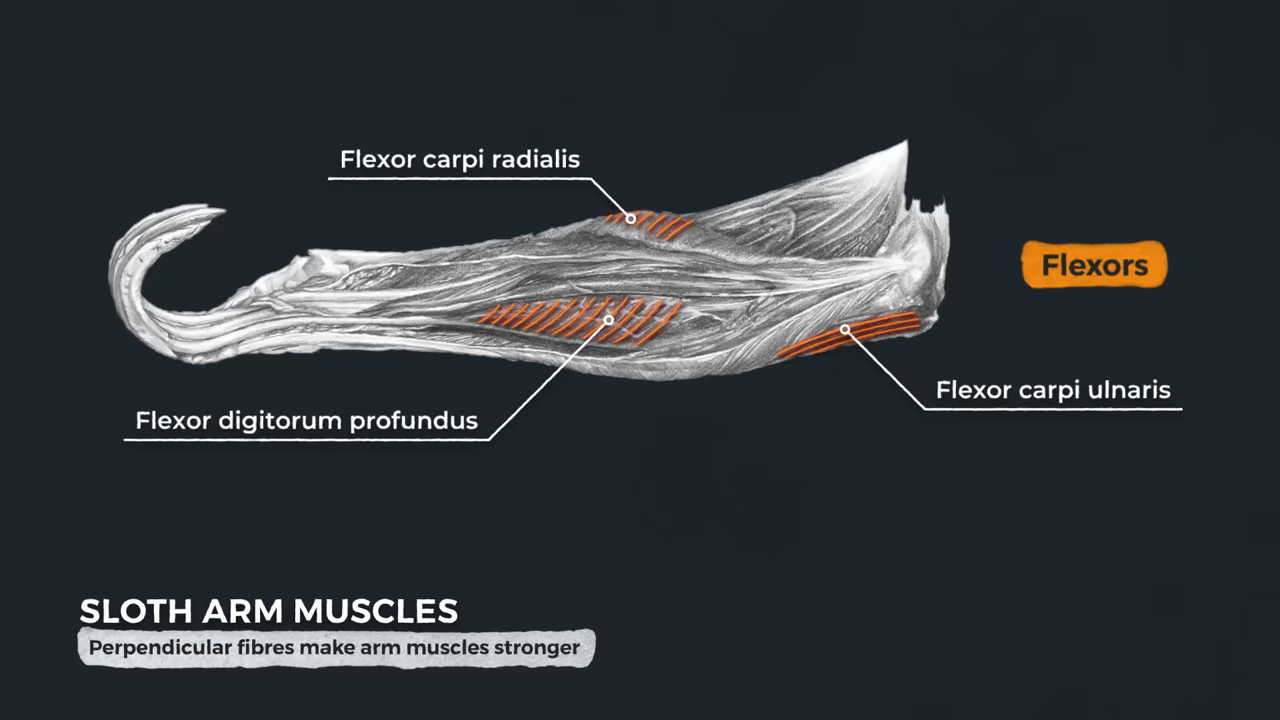 Flexor carpi radialis
Flexors
Flexor carpi ulnaris
Flexor digitorum profundus
SLOTH ARM MUSCLES
Perpendicular fibres make arm muscles stronger